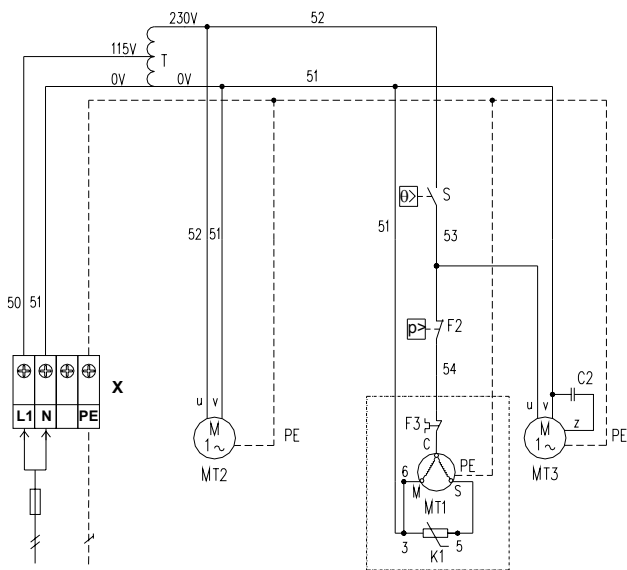 230V
52
115V
T
0V
0V
51
θ>
S
51
53
52
51
50
51
p>
F2
54
X
C2
L1
N
PE
u
v
u
v
F3
z
M
1~
PE
C
M
1~
PE
MT2
6
PE
MT3
M
S
MT1
3
5
K1